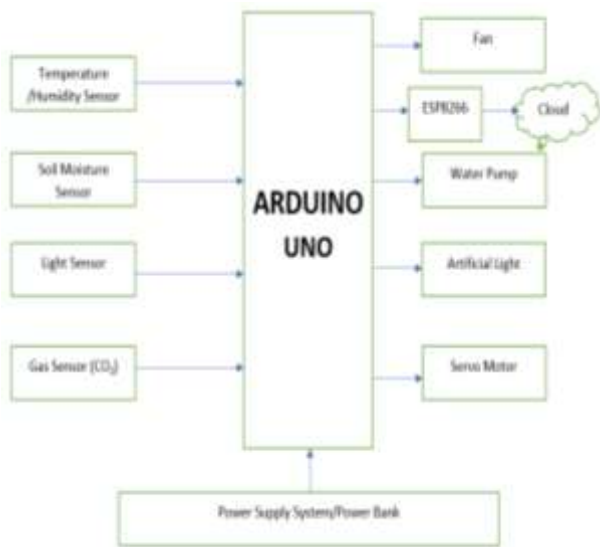 Temperature
/Humidity Sensor
Soil Moisture
Sensor
Light Sensor
Gas Sensor (CO₂)
ARDUINO
UNO
Fan
ESP8266
Cloud
Water Pump
Artificial Light
Servo Motor
Power Supply System/Power Bank